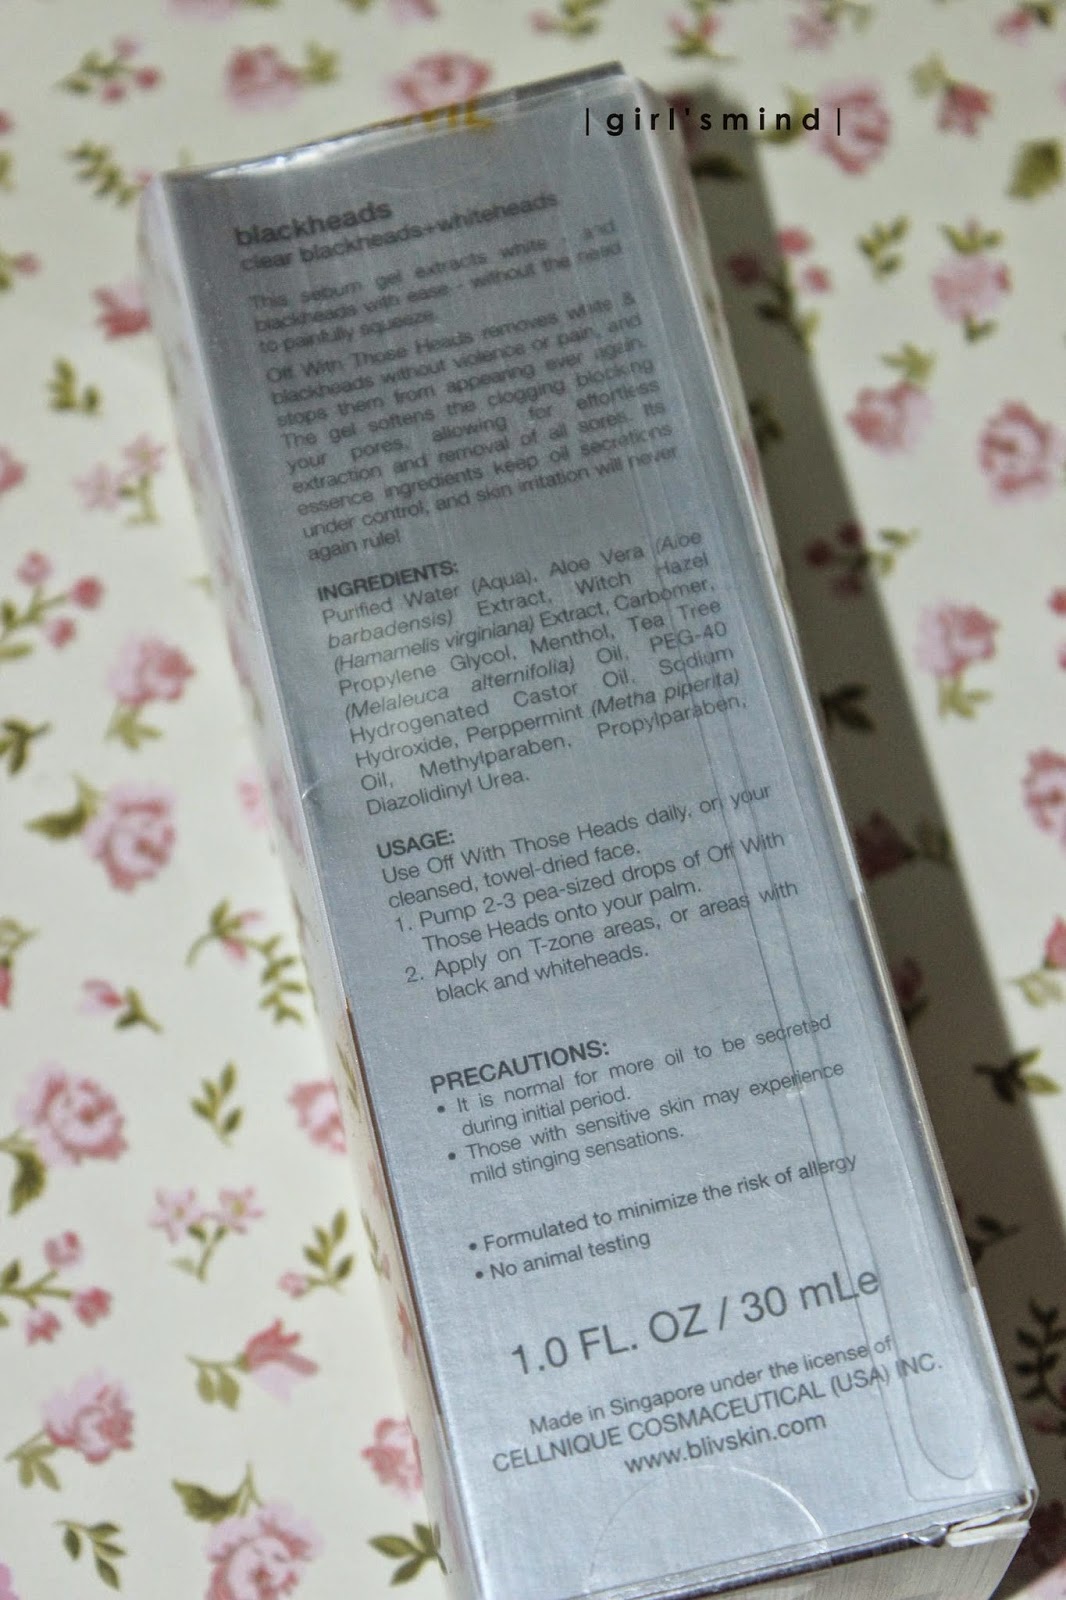 | girl'smind |
blackheads
clear blackheads+whiteheads
This sebum gel extracts white - and
blackheads with ease - without the need
to painfully squeeze.
Off With Those Heads removes white &
blackheads without violence or pain, and
stops them from appearing ever again.
The gel softens the clogging blocking
your pores, allowing for effortless
extraction and removal of all sores. Its
essence ingredients keep oil secretions
under control, and skin irritation will never
again rule!
INGREDIENTS:
Purified Water (Aqua), Aloe Vera (Aloe
barbadensis) Extract, Witch Hazel
(Hamamelis virginiana) Extract, Carbomer,
Propylene Glycol, Menthol, Tea Tree
(Melaleuca alternifolia) Oil, PEG-40
Hydrogenated Castor Oil, Sodium
Hydroxide, Perppermint (Metha piperita)
Oil, Methylparaben, Propylparaben,
Diazolidinyl Urea.
USAGE:
Use Off With Those Heads daily, on your
cleansed, towel-dried face.
1. Pump 2-3 pea-sized drops of Off With
Those Heads onto your palm.
2. Apply on T-zone areas, or areas with
black and whiteheads.
PRECAUTIONS:
• It is normal for more oil to be secreted
during initial period.
• Those with sensitive skin may experience
mild stinging sensations.
• Formulated to minimize the risk of allergy
• No animal testing
1.0 FL. OZ / 30 mLe
Made in Singapore under the license of
CELLNIQUE COSMACEUTICAL (USA) INC.
www.blivskin.com